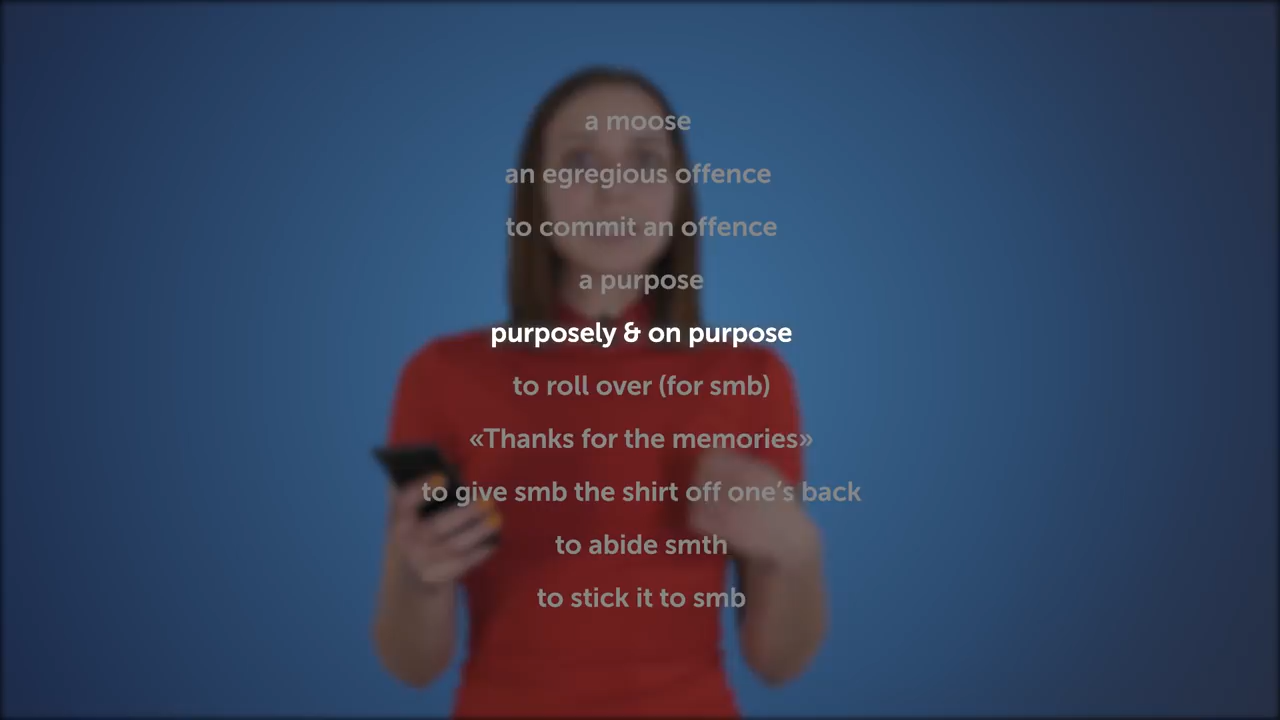 a moose
an egregious offence
to commit an offence
a purpose
purposely & on purpose
to roll over (for smb)
«Thanks for the memories»
to give smb the shirt off one's back
to abide smth
to stick it to smb